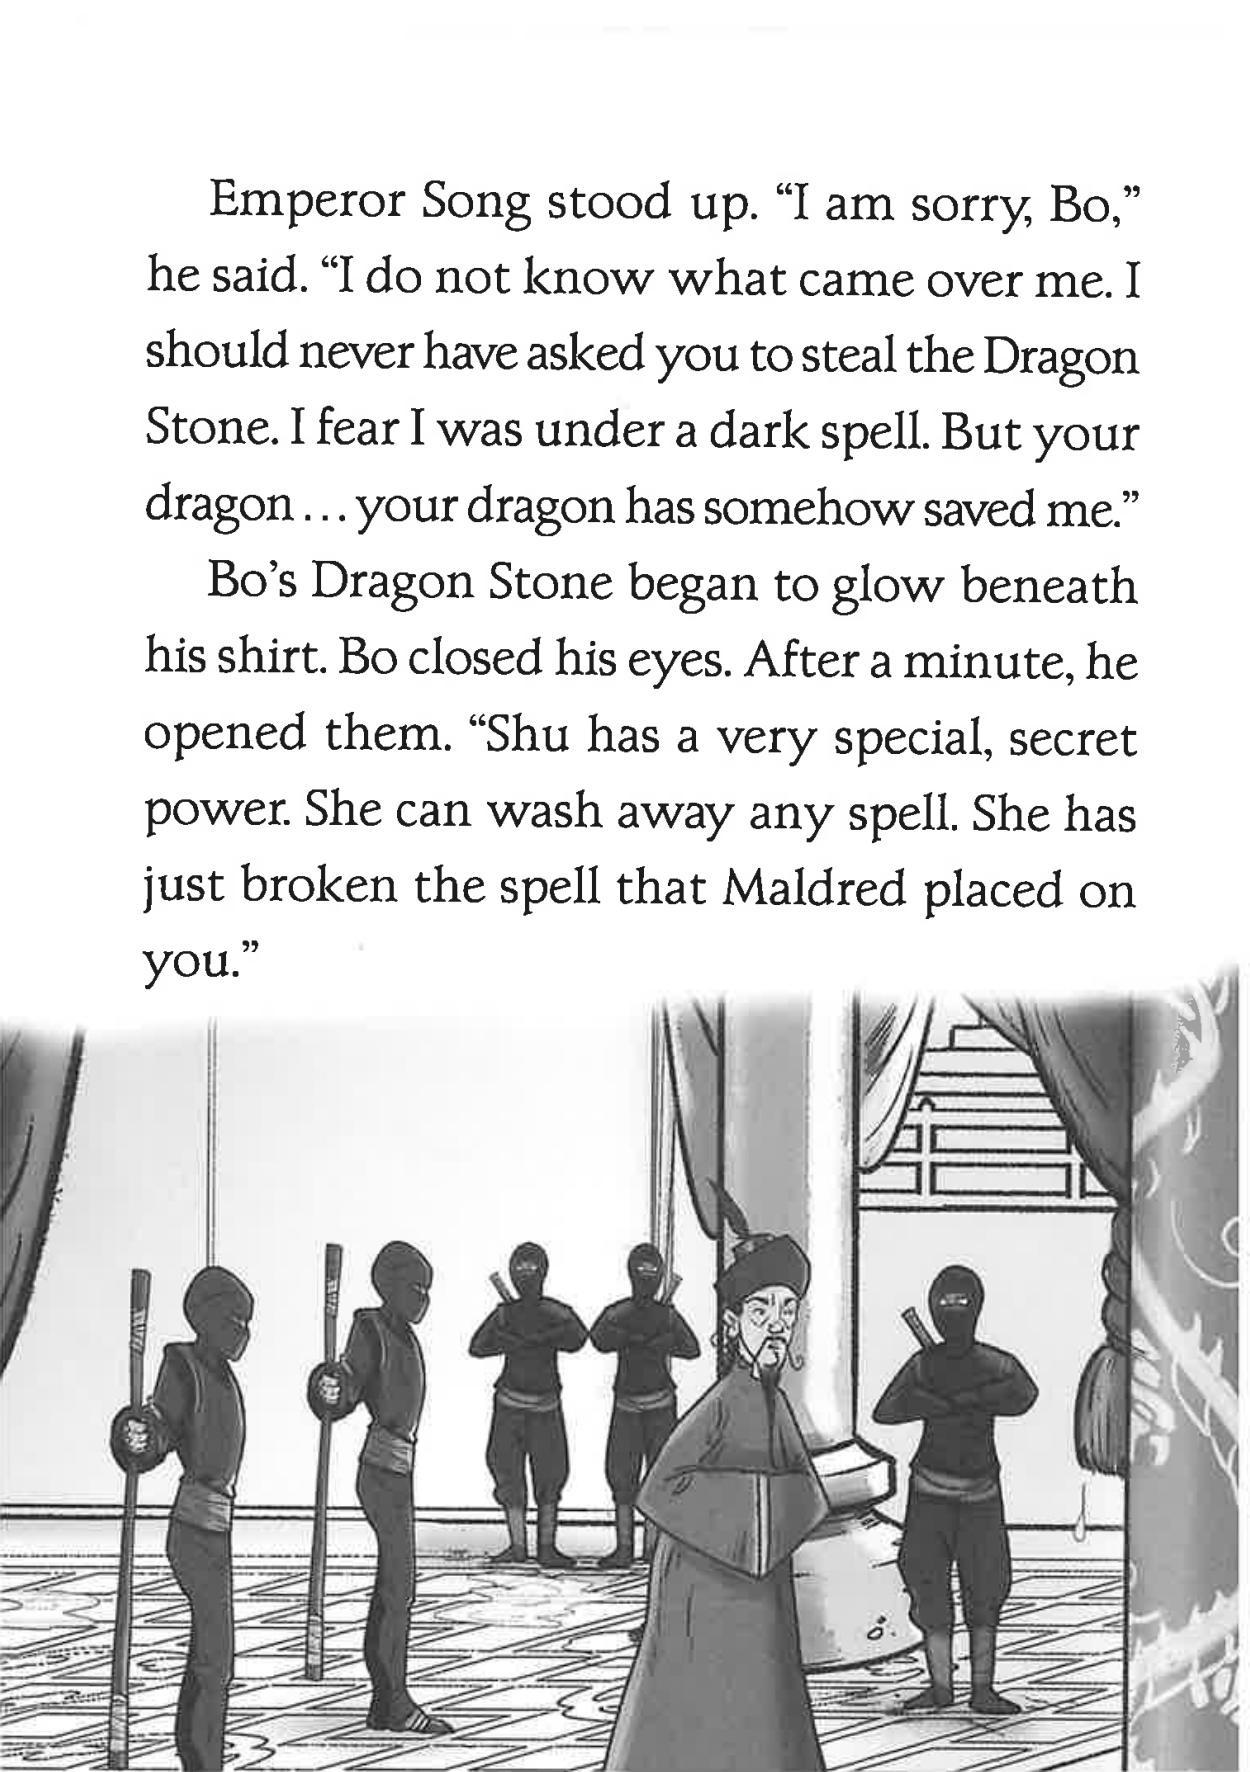 Emperor Song stood up. “I am sorry, Bo,”
he said. “I do not know what came over me. I
should never have asked you to steal the Dragon
Stone. I fear I was under a dark spell. But your
dragon . . . your dragon has somehow saved me.”
Bo’s Dragon Stone began to glow beneath
his shirt. Bo closed his eyes. After a minute, he
opened them. “Shu has a very special, secret
power. She can wash away any spell. She has
just broken the spell that Maldred placed on
you.”